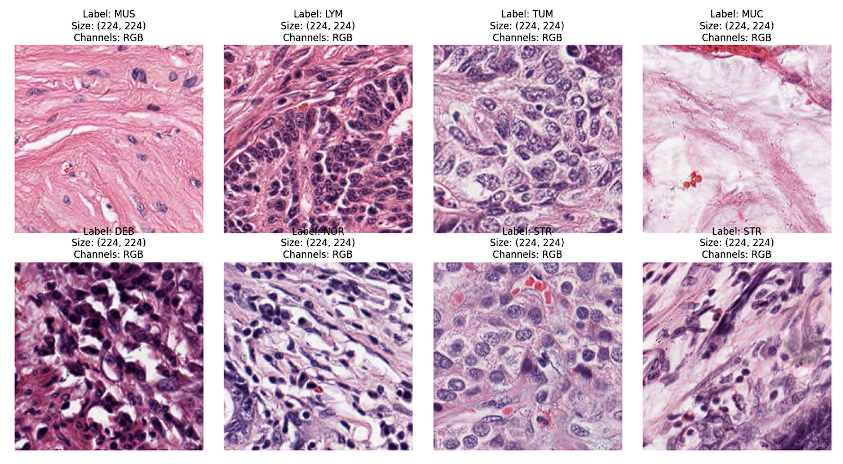 Label: MUS
Size: (224, 224)
Channels: RGB
Label: LYM
Size: (224, 224)
Channels: RGB
Label: TUM
Size: (224, 224)
Channels: RGB
Label: MUC
Size: (224, 224)
Channels: RGB
Label: DEB
Size: (224, 224)
Channels: RGB
Label: NOR
Size: (224, 224)
Channels: RGB
Label: STR
Size: (224, 224)
Channels: RGB
Label: STR
Size: (224, 224)
Channels: RGB